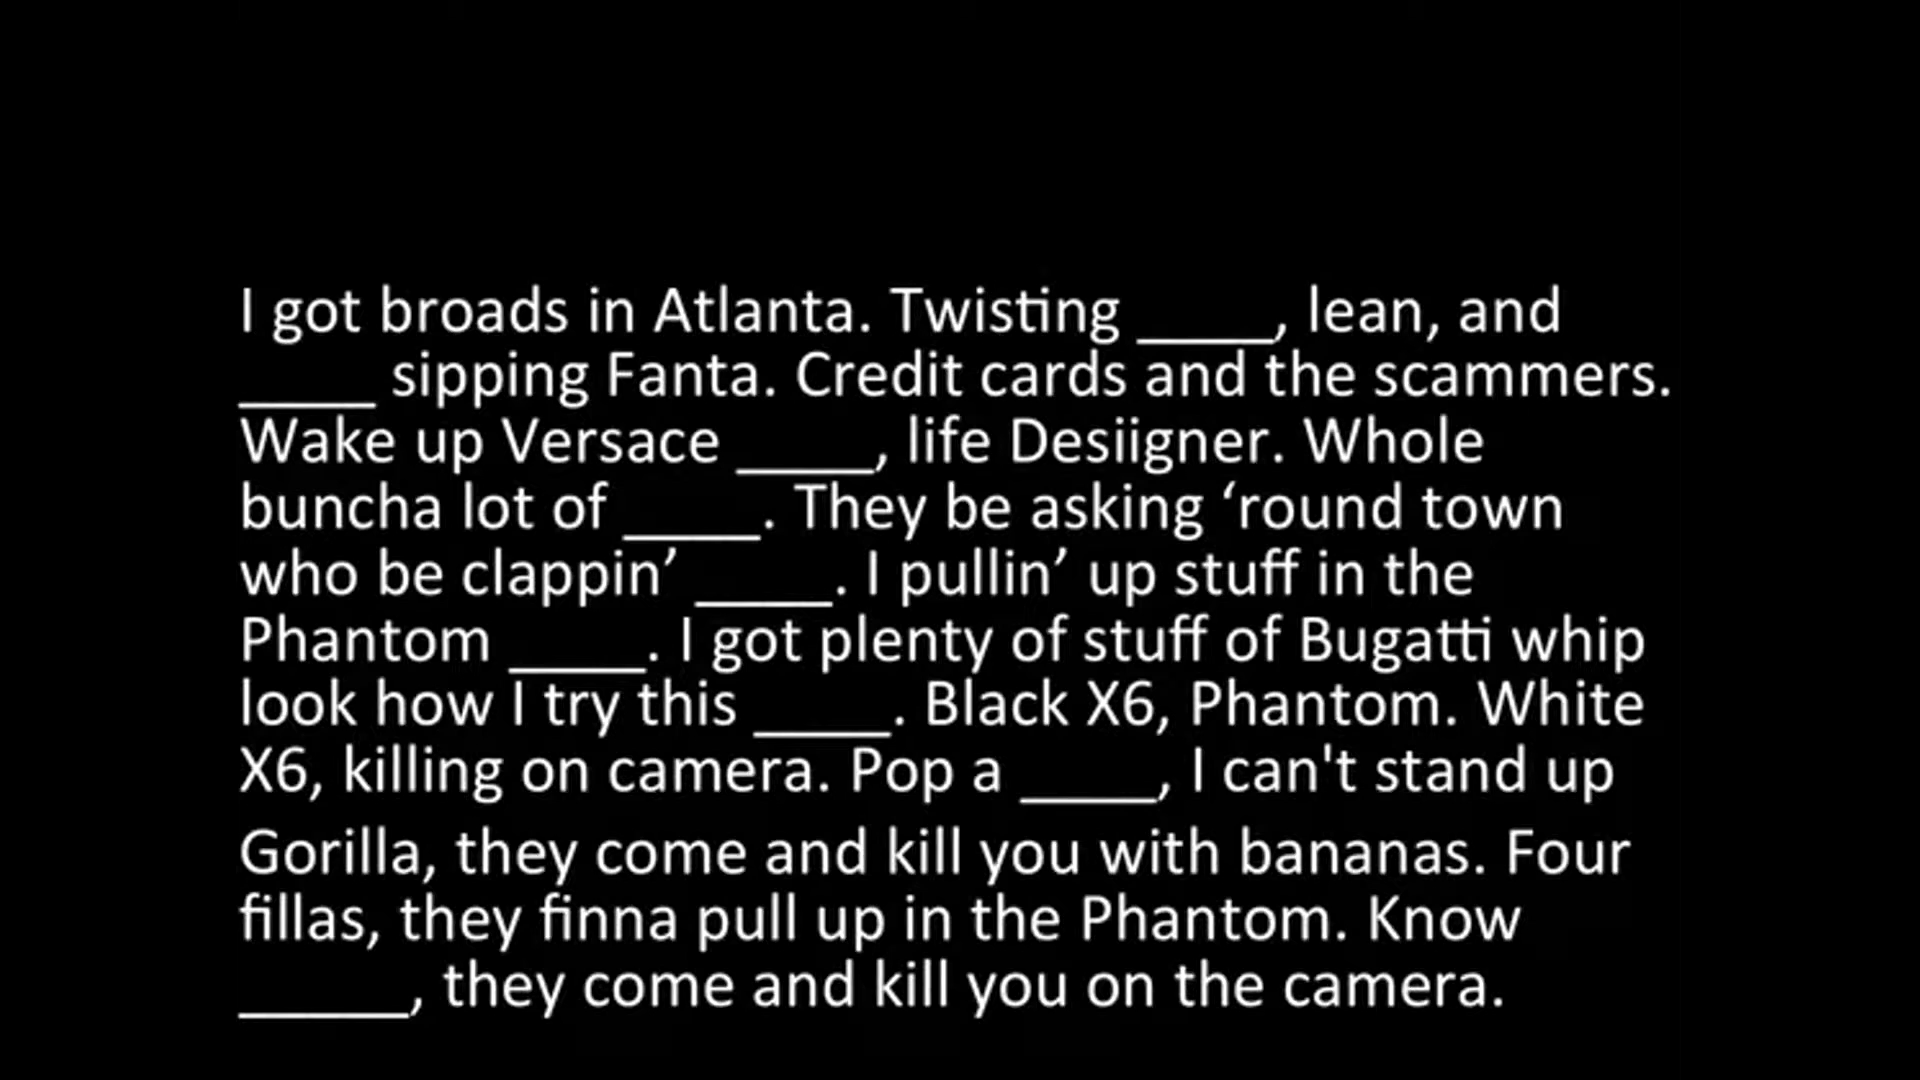 I got broads in Atlanta. Twisting ____, lean, and
____ sipping Fanta. Credit cards and the scammers.
Wake up Versace ____, life Desiigner. Whole
buncha lot of ____. They be asking ‘round town
who be clappin’ ____. I pullin’ up stuff in the
Phantom ____. I got plenty of stuff of Bugatti whip
look how I try this ____. Black X6, Phantom. White
X6, killing on camera. Pop a ____, I can't stand up
Gorilla, they come and kill you with bananas. Four
fillas, they finna pull up in the Phantom. Know
_____, they come and kill you on the camera.